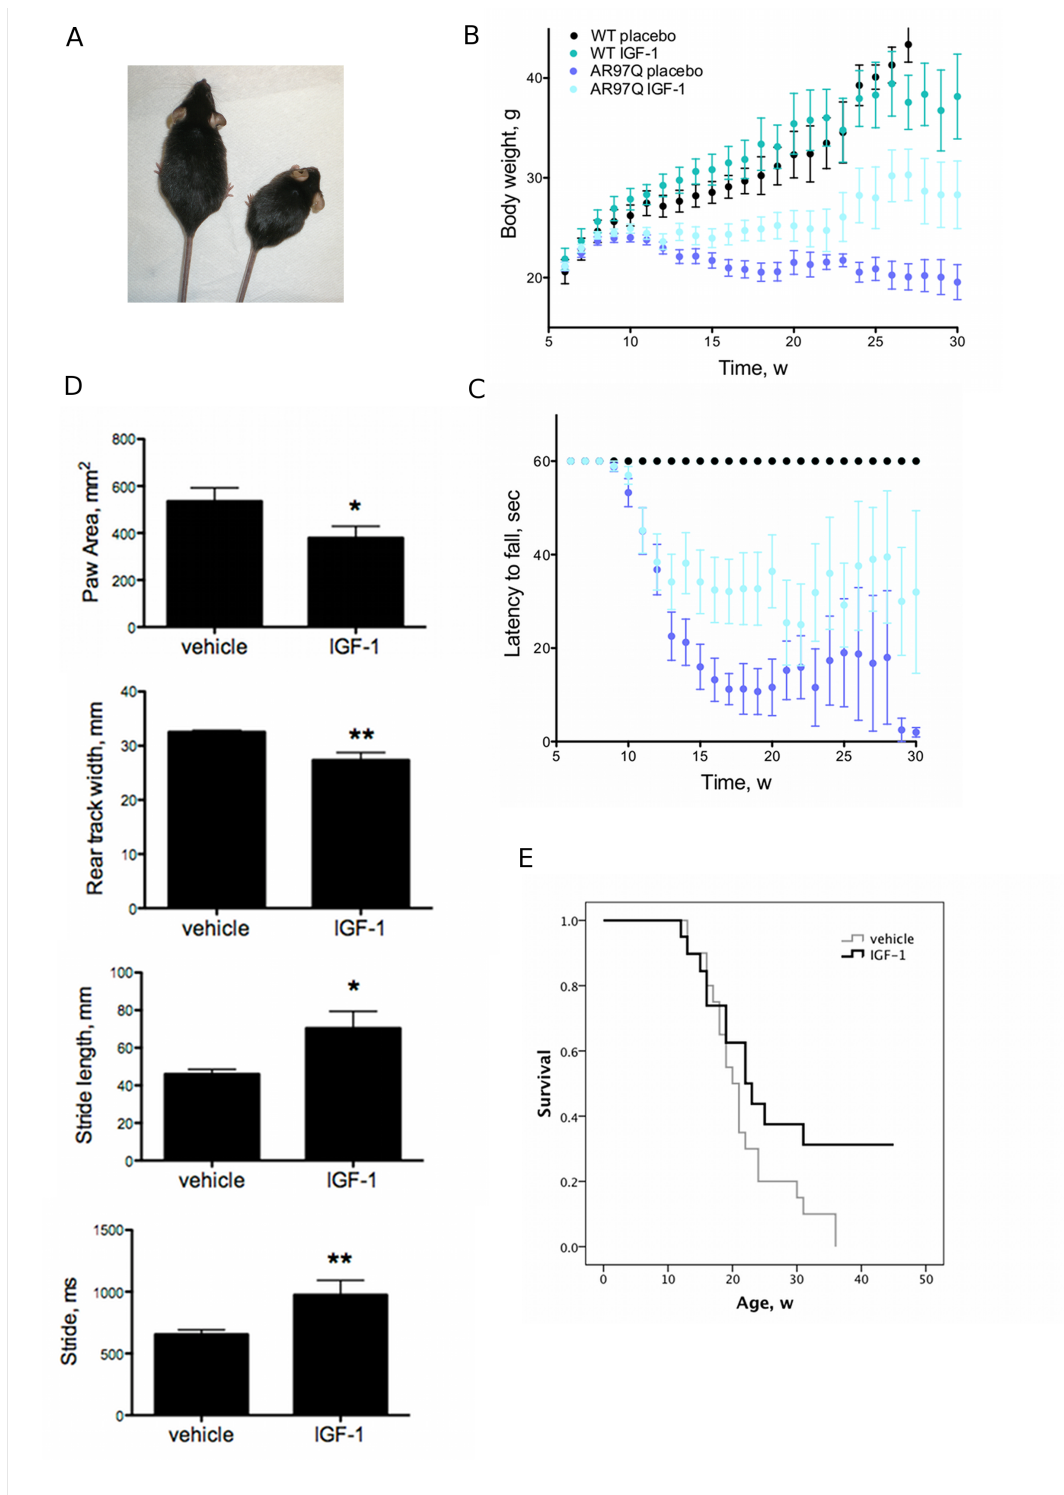 A
B
WT placebo
WT IGF-1
AR97Q placebo
AR97Q IGF-1
Body weight, g
40
30
20
5 10 15 20 25 30
Time, w
D
800
600
400
200
0
Paw Area, mm2
*
vehicle IGF-1
40
30
20
10
0
Rear track width, mm
**
vehicle IGF-1
100
80
60
40
20
0
Stride length, mm
*
vehicle IGF-1
1500
1000
500
0
Stride, ms
**
vehicle IGF-1
C
Latency to fall, sec
60
40
20
0
5 10 15 20 25 30
Time, w
E
vehicle
IGF-1
Survival
1.0
0.8
0.6
0.4
0.2
0.0
0 10 20 30 40 50
Age, w